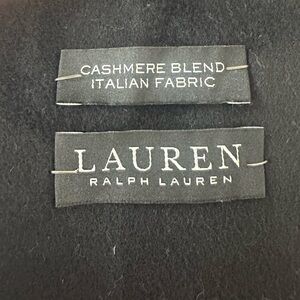 CASHMERE BLEND
ITALIAN FABRIC
LAUREN
RALPH LAUREN